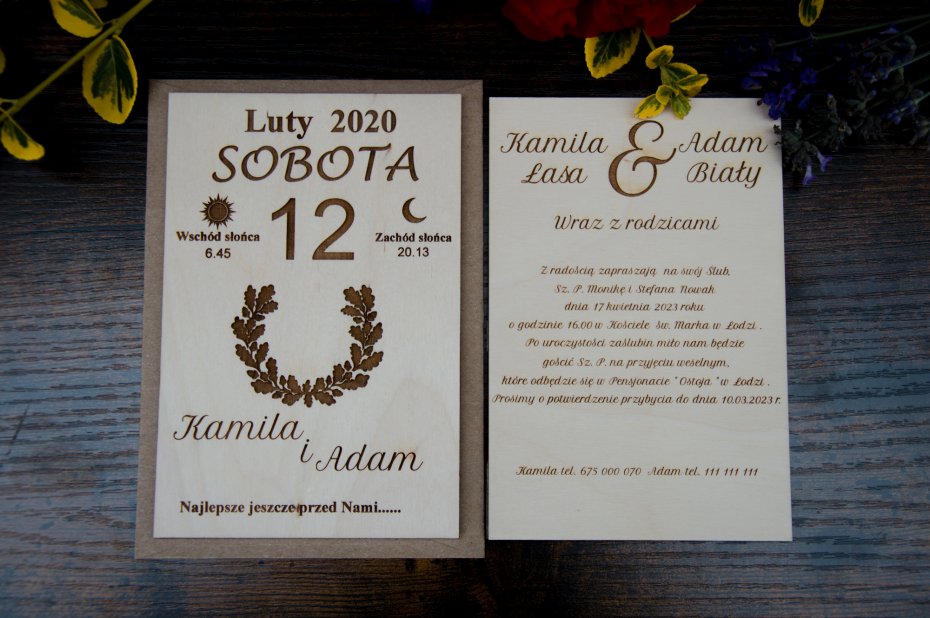 Luty 2020
SOBOTA
12
Wschód słońca
6.45
Zachód słońca
20.13
Kamila
i
Adam
Najlepsze jeszcze przed Nami......
Kamila & Adam
Łasa Biały
Wraz z rodzicami
Z radością zapraszają na swój Ślub,
Sz. P. Monikę i Stefana Nowak
dnia 17 kwietnia 2023 roku
o godzinie 16.00 w Kościele św. Marka w Łodzi .
Po uroczystości zaślubin miło nam będzie
gościć Sz. P. na przyjęciu weselnym,
które odbędzie się w Pensjonacie " Ostoja " w Łodzi .
Prosimy o potwierdzenie przybycia do dnia 10.03.2023 r.
Kamila tel. 675 000 070 Adam tel. 111 111 111